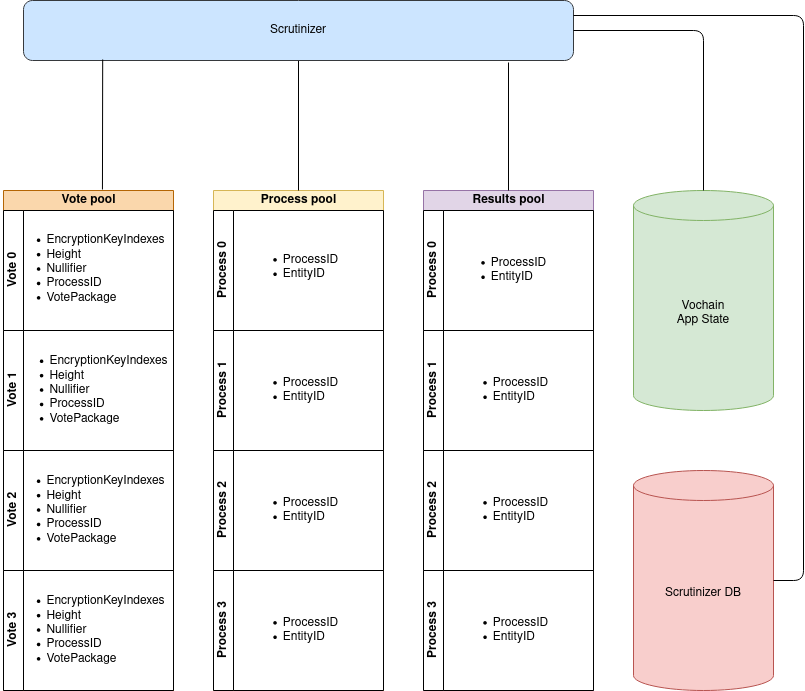 Scrutinizer
Vote pool
Vote 0
• EncryptionKeyIndexes
• Height
• Nullifier
• ProcessID
• VotePackage
Vote 1
• EncryptionKeyIndexes
• Height
• Nullifier
• ProcessID
• VotePackage
Vote 2
• EncryptionKeyIndexes
• Height
• Nullifier
• ProcessID
• VotePackage
Vote 3
• EncryptionKeyIndexes
• Height
• Nullifier
• ProcessID
• VotePackage
Process pool
Process 0
• ProcessID
• EntityID
Process 1
• ProcessID
• EntityID
Process 2
• ProcessID
• EntityID
Process 3
• ProcessID
• EntityID
Results pool
Process 0
• ProcessID
• EntityID
Process 1
• ProcessID
• EntityID
Process 2
• ProcessID
• EntityID
Process 3
• ProcessID
• EntityID
Vochain
App State
Scrutinizer DB